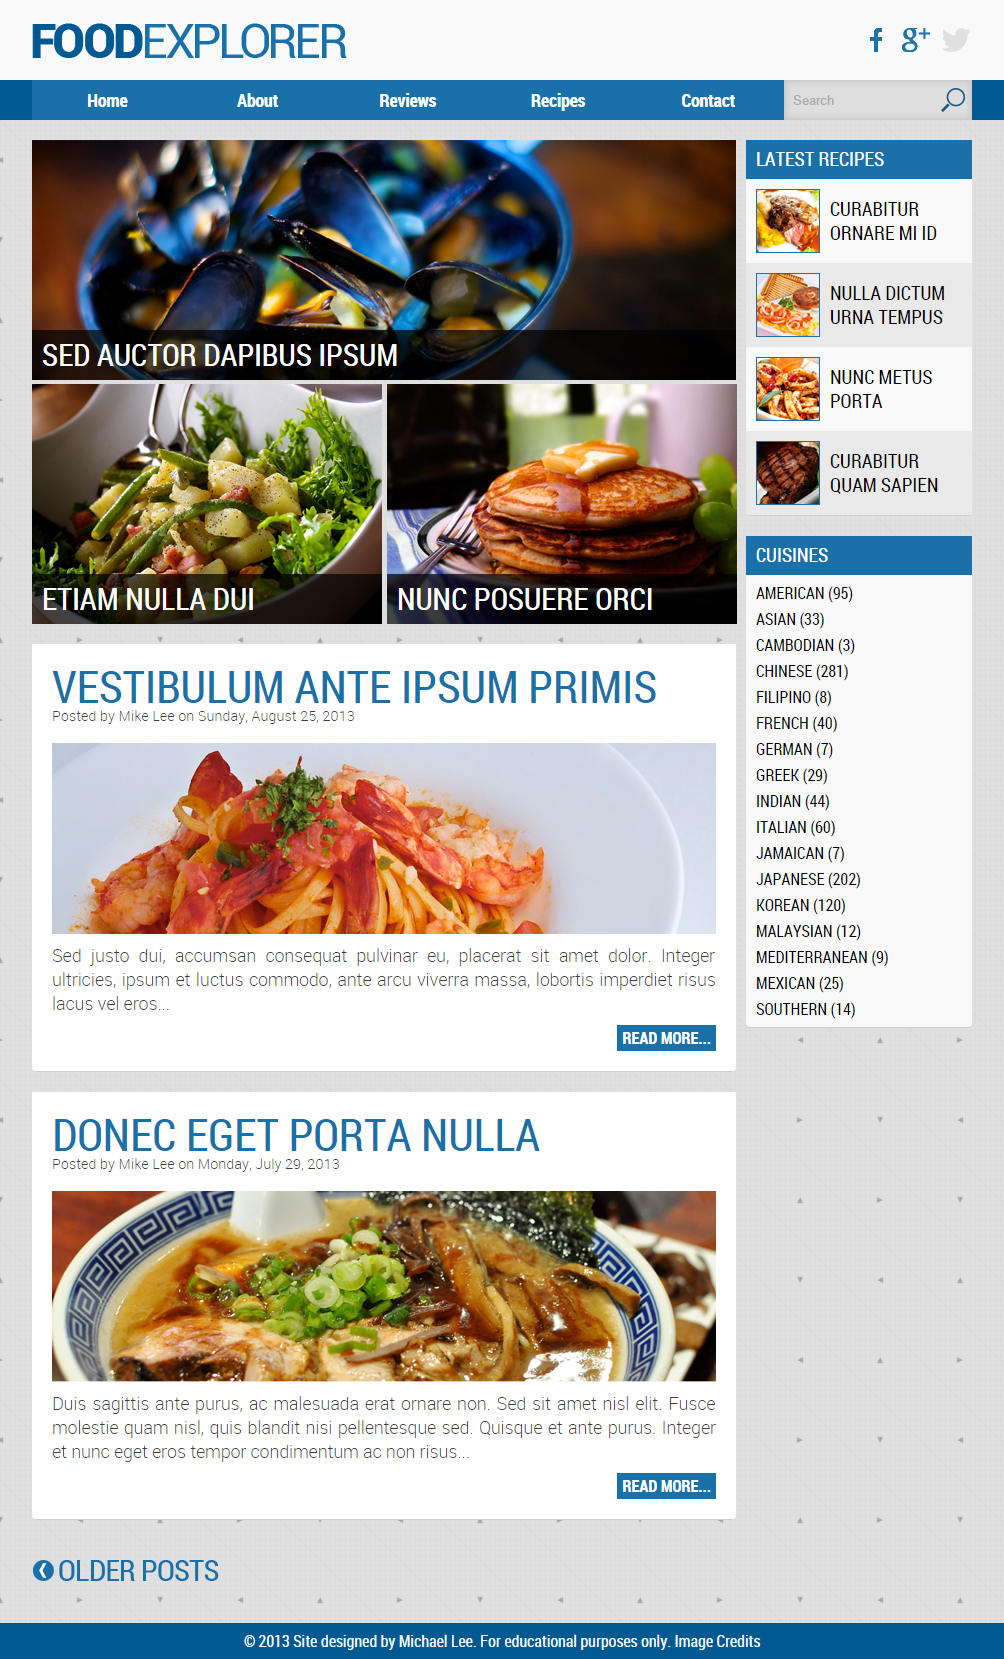 FOODEXPLORER
Home About Reviews Recipes Contact Search
SED AUCTOR DAPIBUS IPSUM
ETIAM NULLA DUI
NUNC POSUERE ORCI
VESTIBULUM ANTE IPSUM PRIMIS
Posted by Mike Lee on Sunday, August 25, 2013
Sed justo dui, accumsan consequat pulvinar eu, placerat sit amet dolor. Integer
ultricies, ipsum et luctus commodo, ante arcu viverra massa, lobortis imperdiet risus
lacus vel eros...
READ MORE...
DONEC EGET PORTA NULLA
Posted by Mike Lee on Monday, July 29, 2013
Duis sagittis ante purus, ac malesuada erat ornare non. Sed sit amet nisl elit. Fusce
molestie quam nisl, quis blandit nisi pellentesque sed. Quisque et ante purus. Integer
et nunc eget eros tempor condimentum ac non risus...
READ MORE...
OLDER POSTS
LATEST RECIPES
CURABITUR
ORNARE MI ID
NULLA DICTUM
URNA TEMPUS
NUNC METUS
PORTA
CURABITUR
QUAM SAPIEN
CUISINES
AMERICAN (95)
ASIAN (33)
CAMBODIAN (3)
CHINESE (281)
FILIPINO (8)
FRENCH (40)
GERMAN (7)
GREEK (29)
INDIAN (44)
ITALIAN (60)
JAMAICAN (7)
JAPANESE (202)
KOREAN (120)
MALAYSIAN (12)
MEDITERRANEAN (9)
MEXICAN (25)
SOUTHERN (14)
© 2013 Site designed by Michael Lee. For educational purposes only. Image Credits